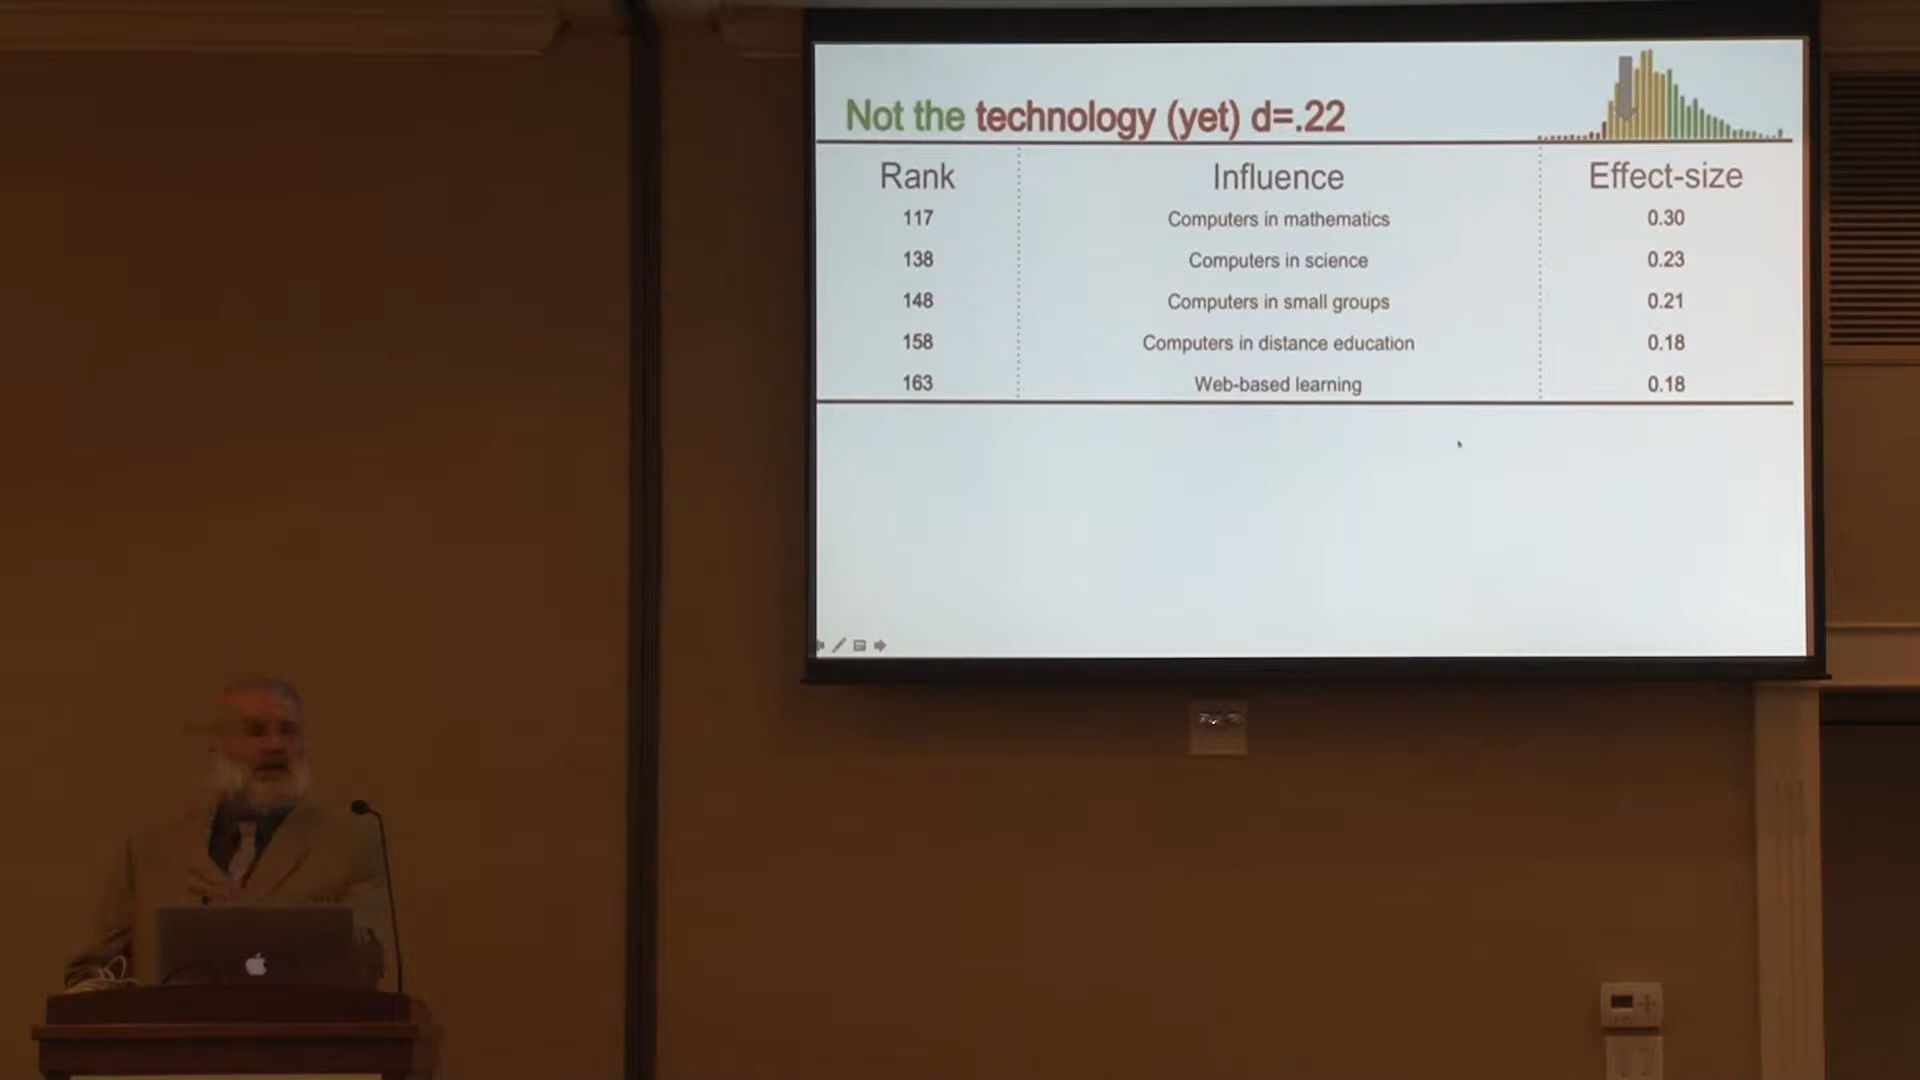 Not the technology (yet) d=.22
Rank Influence Effect-size
117 Computers in mathematics 0.30
138 Computers in science 0.23
148 Computers in small groups 0.21
158 Computers in distance education 0.18
163 Web-based learning 0.18